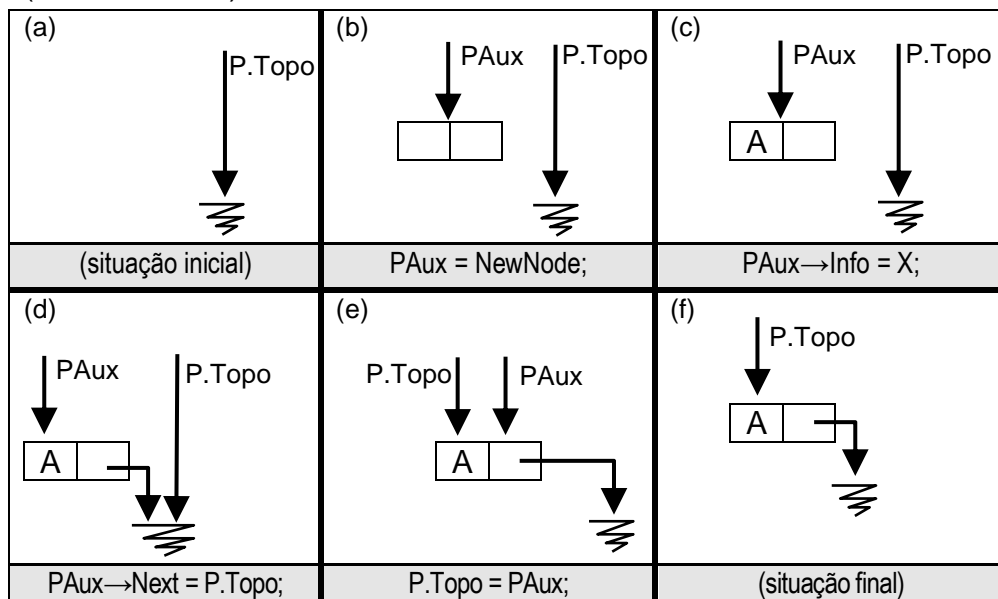 (a)
P.Topo
(situação inicial)
(b)
PAux
P.Topo
PAux = NewNode;
(c)
PAux
P.Topo
A
PAux→Info = X;
(d)
PAux
P.Topo
A
PAux→Next = P.Topo;
(e)
P.Topo
PAux
A
P.Topo = PAux;
(f)
P.Topo
A
(situação final)